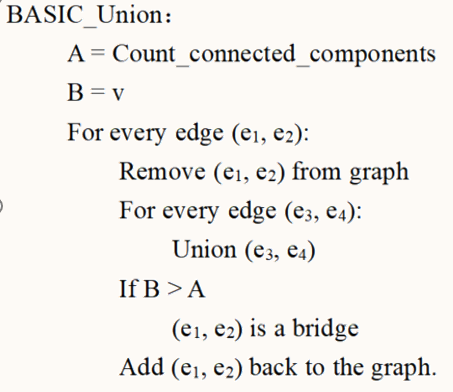 BASIC_Union:
A = Count_connected_components
B = v
For every edge (e₁, e₂):
Remove (e₁, e₂) from graph
For every edge (e₃, e₄):
Union (e₃, e₄)
If B > A
(e₁, e₂) is a bridge
Add (e₁, e₂) back to the graph.